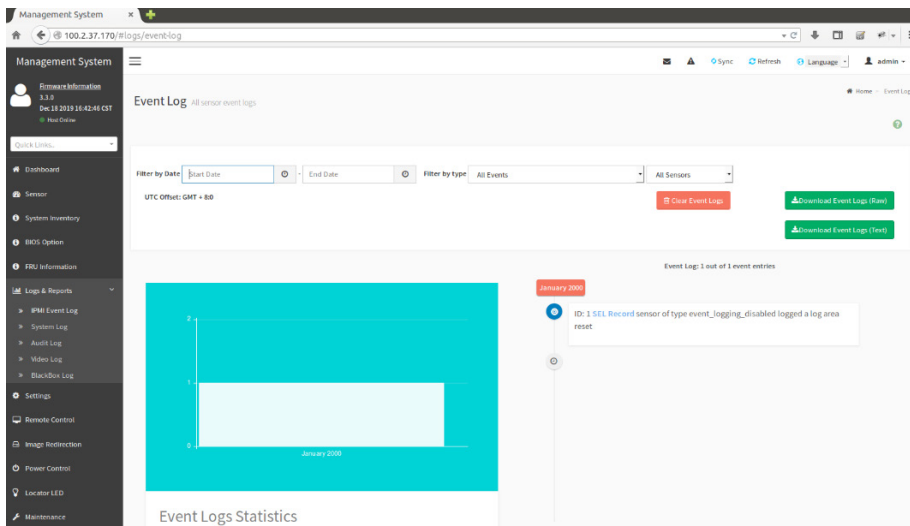 Management System
100.2.37.170/#logs/event-log
Management System
Sync
Refresh
Language
admin
Firmware Information
3.3.0
Dec 18 2019 16:42:46 CST
Host Online
Quick Links...
Event Log All sensor event logs
Home - Event Log
Dashboard
Sensor
System Inventory
BIOS Option
FRU Information
Logs & Reports
» IPMI Event Log
» System Log
» Audit Log
» Video Log
» BlackBox Log
Settings
Remote Control
Image Redirection
Power Control
Locator LED
Maintenance
Filter by Date
Start Date
-
End Date
Filter by type
All Events
All Sensors
UTC Offset: GMT + 8:0
Clear Event Logs
Download Event Logs (Raw)
Download Event Logs (Text)
Event Log: 1 out of 1 event entries
2
1
0
January 2000
January 2000
ID: 1 SEL Record sensor of type event_logging_disabled logged a log area
reset
Event Logs Statistics